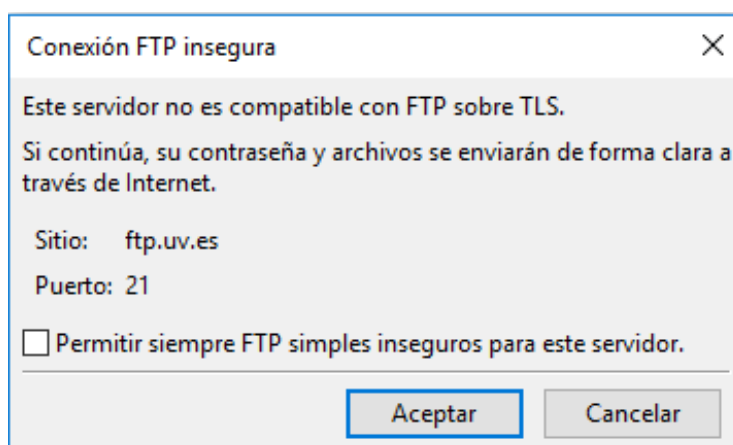 Conexión FTP insegura
Este servidor no es compatible con FTP sobre TLS.
Si continúa, su contraseña y archivos se enviarán de forma clara a
través de Internet.
Sitio: ftp.uv.es
Puerto: 21
Permitir siempre FTP simples inseguros para este servidor.
Aceptar Cancelar